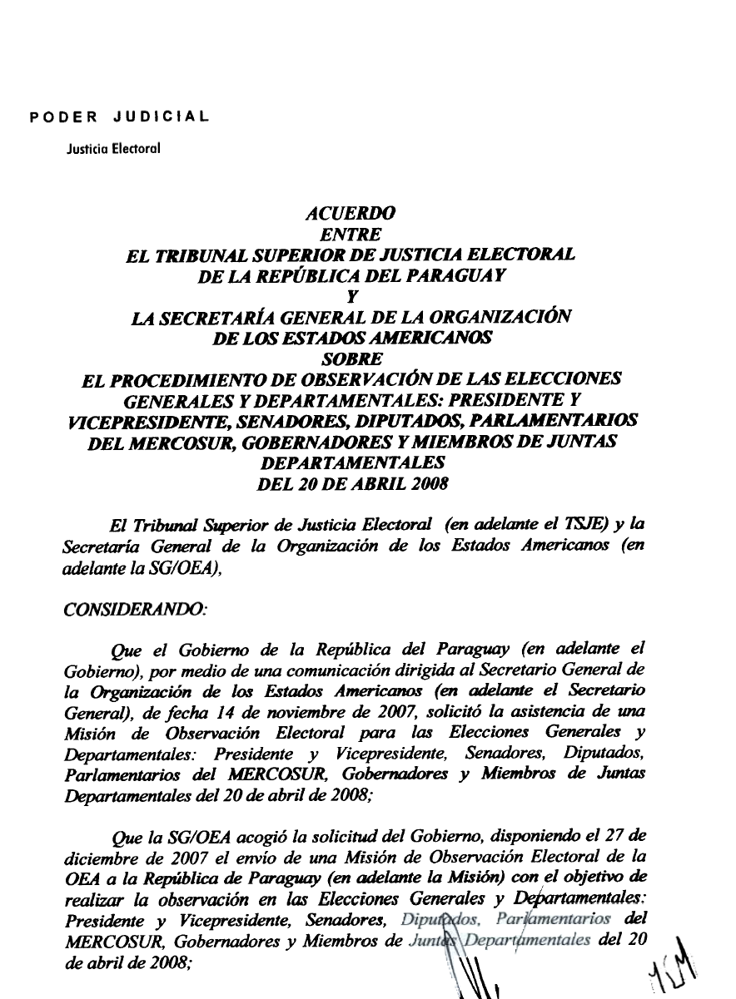 PODER JUDICIAL
Justicia Electoral
ACUERDO
ENTRE
EL TRIBUNAL SUPERIOR DE JUSTICIA ELECTORAL
DE LA REPÚBLICA DEL PARAGUAY
Y
LA SECRETARÍA GENERAL DE LA ORGANIZACIÓN
DE LOS ESTADOS AMERICANOS
SOBRE
EL PROCEDIMIENTO DE OBSERVACIÓN DE LAS ELECCIONES
GENERALES Y DEPARTAMENTALES: PRESIDENTE Y
VICEPRESIDENTE, SENADORES, DIPUTADOS, PARLAMENTARIOS
DEL MERCOSUR, GOBERNADORES Y MIEMBROS DE JUNTAS
DEPARTAMENTALES
DEL 20 DE ABRIL 2008
El Tribunal Superior de Justicia Electoral (en adelante el TSJE) y la
Secretaría General de la Organización de los Estados Americanos (en
adelante la SG/OEA),
CONSIDERANDO:
Que el Gobierno de la República del Paraguay (en adelante el
Gobierno), por medio de una comunicación dirigida al Secretario General de
la Organización de los Estados Americanos (en adelante el Secretario
General), de fecha 14 de noviembre de 2007, solicitó la asistencia de una
Misión de Observación Electoral para las Elecciones Generales y
Departamentales: Presidente y Vicepresidente, Senadores, Diputados,
Parlamentarios del MERCOSUR, Gobernadores y Miembros de Juntas
Departamentales del 20 de abril de 2008;
Que la SG/OEA acogió la solicitud del Gobierno, disponiendo el 27 de
diciembre de 2007 el envío de una Misión de Observación Electoral de la
OEA a la República de Paraguay (en adelante la Misión) con el objetivo de
realizar la observación en las Elecciones Generales y Departamentales:
Presidente y Vicepresidente, Senadores, Diputados, Parlamentarios del
MERCOSUR, Gobernadores y Miembros de Juntas Departamentales del 20
de abril de 2008;